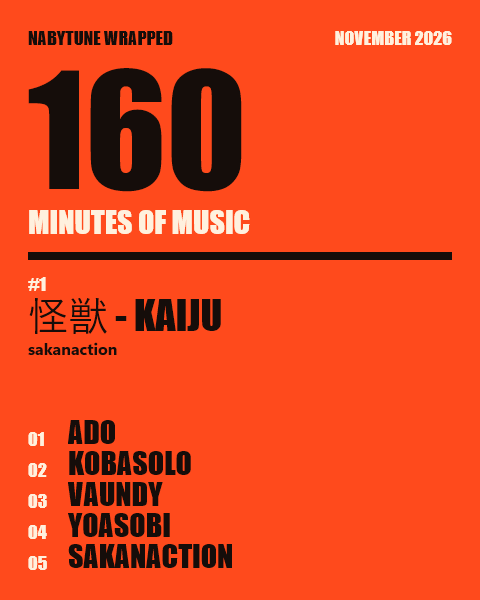 NABYTUNE WRAPPED
NOVEMBER 2026
160
MINUTES OF MUSIC
#1
怪獣 - KAIJU
sakanaction
01 ADO
02 KOBASOLO
03 VAUNDY
04 YOASOBI
05 SAKANACTION